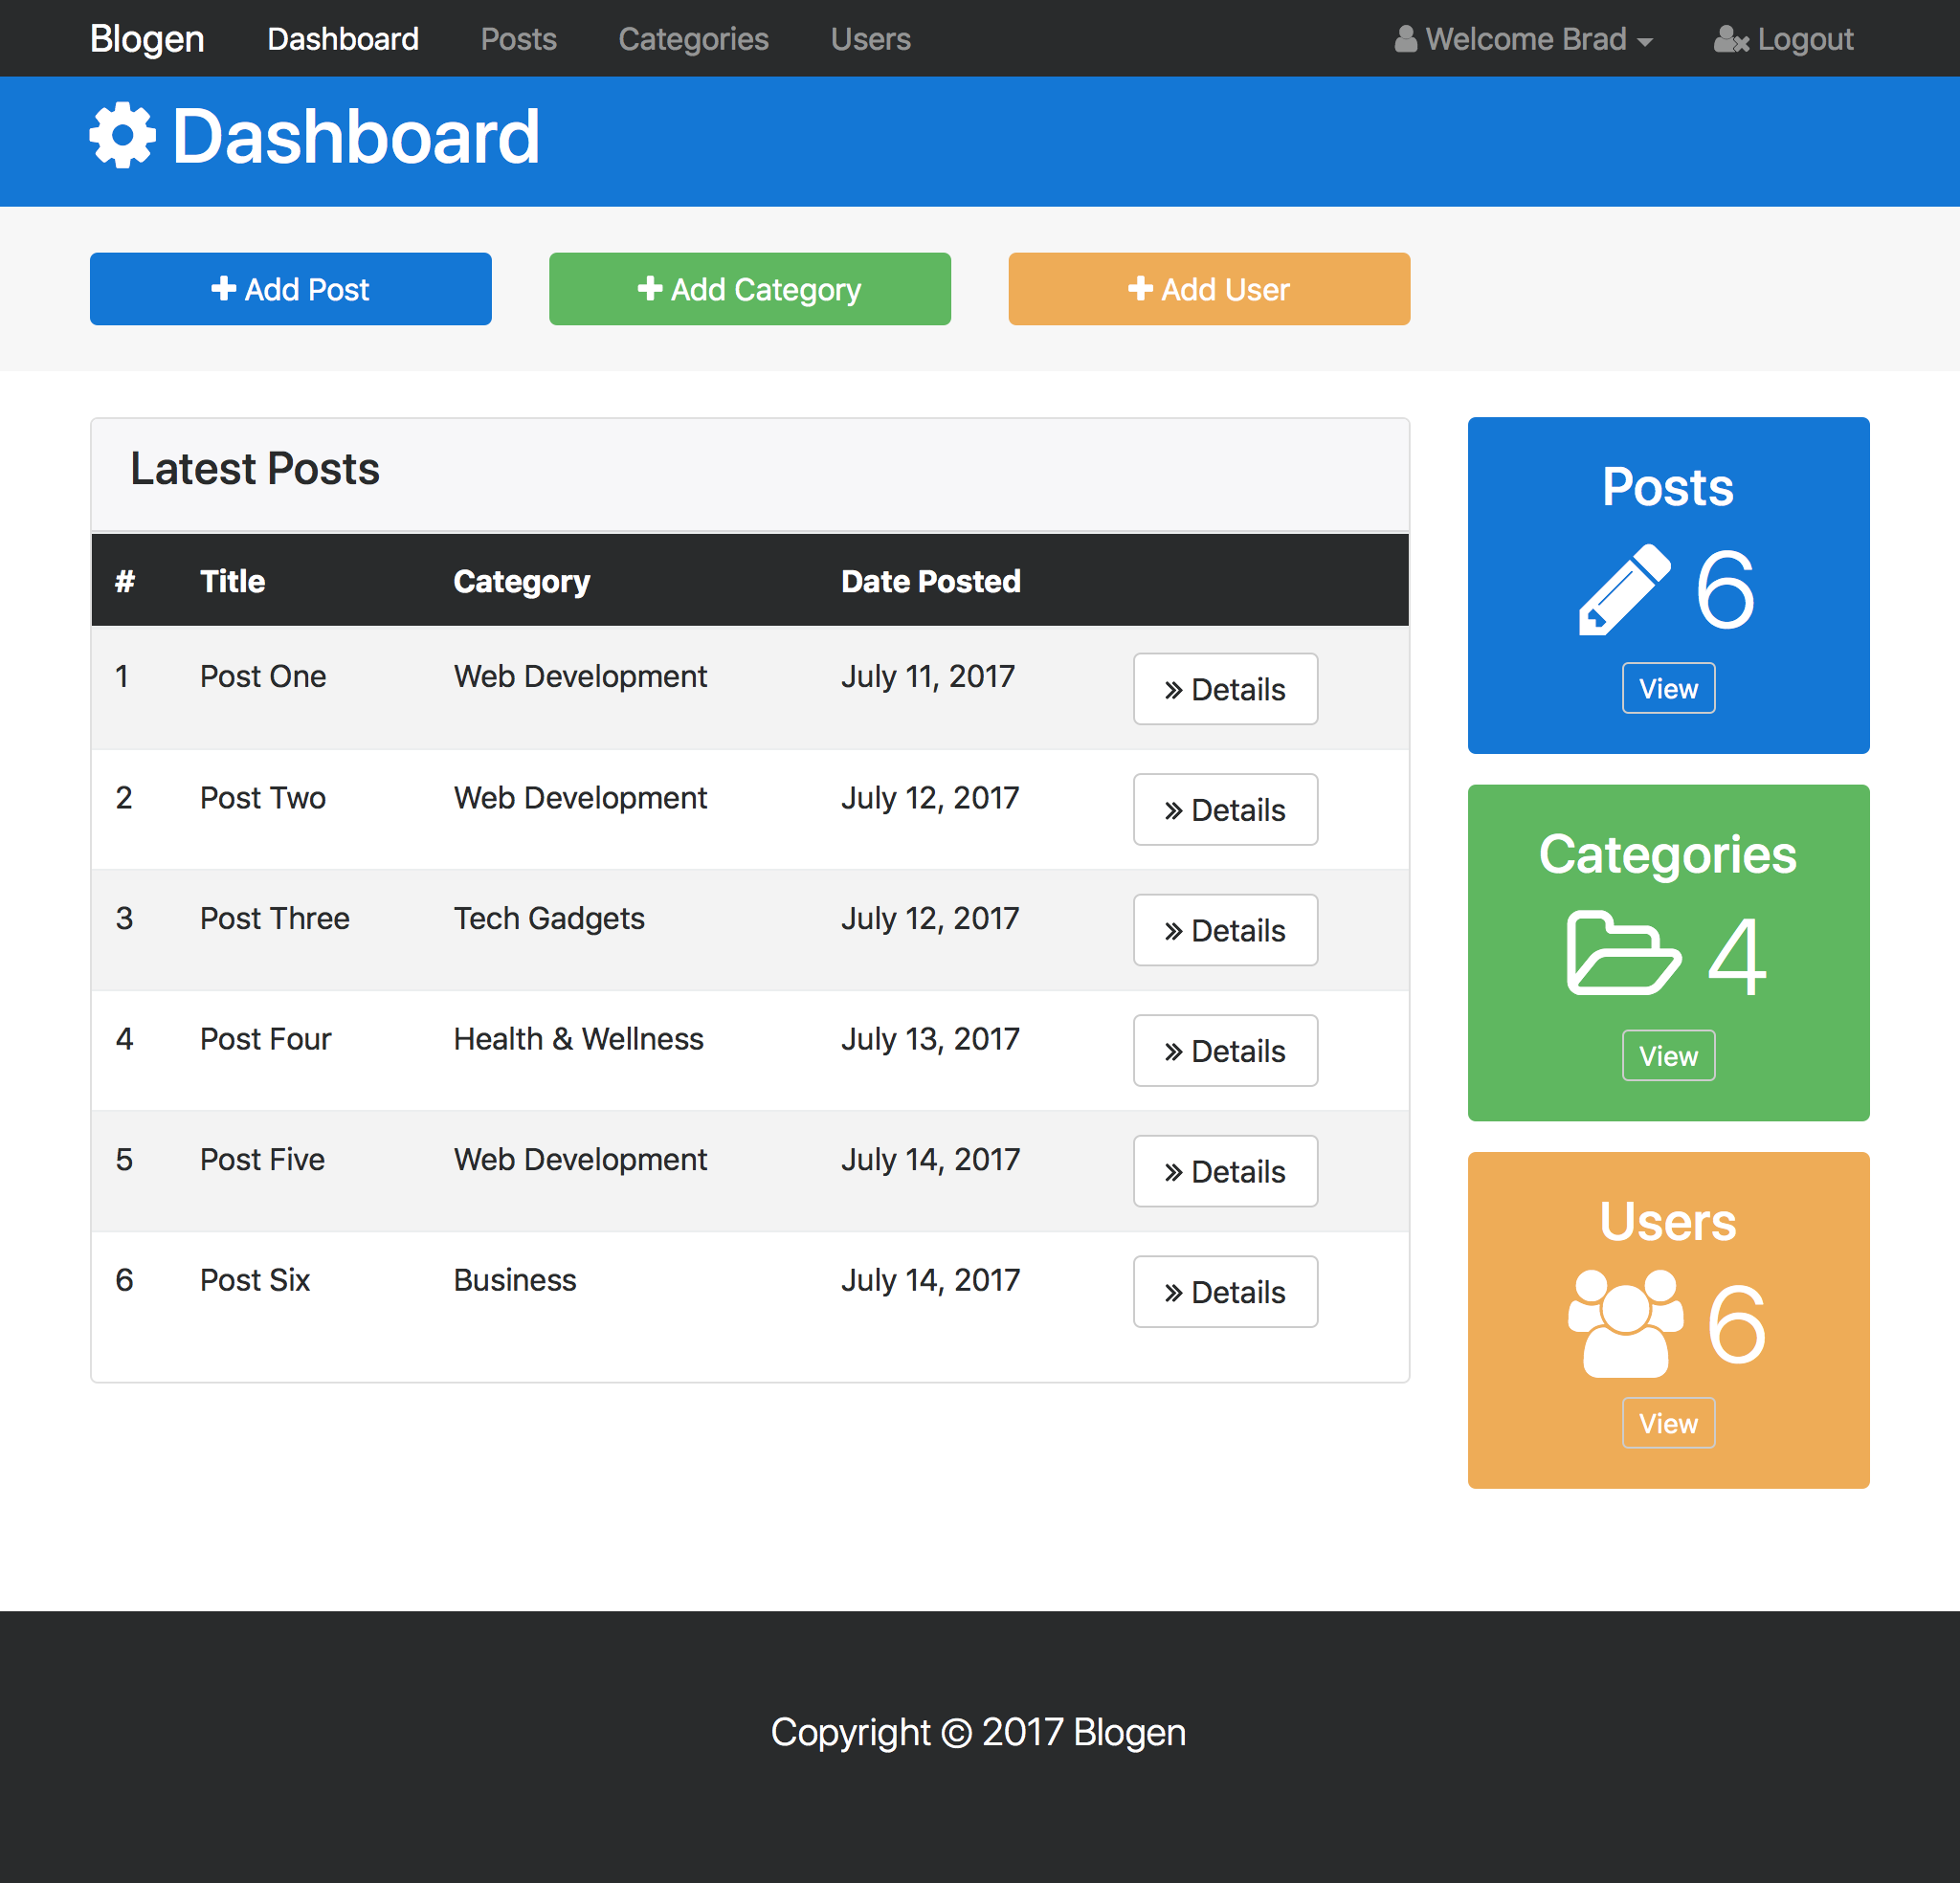 Blogen Dashboard Posts Categories Users Welcome Brad Logout
Dashboard
Add Post Add Category Add User
Latest Posts
# Title Category Date Posted
1 Post One Web Development July 11, 2017 » Details
2 Post Two Web Development July 12, 2017 » Details
3 Post Three Tech Gadgets July 12, 2017 » Details
4 Post Four Health & Wellness July 13, 2017 » Details
5 Post Five Web Development July 14, 2017 » Details
6 Post Six Business July 14, 2017 » Details
Posts
6
View
Categories
4
View
Users
6
View
Copyright © 2017 Blogen